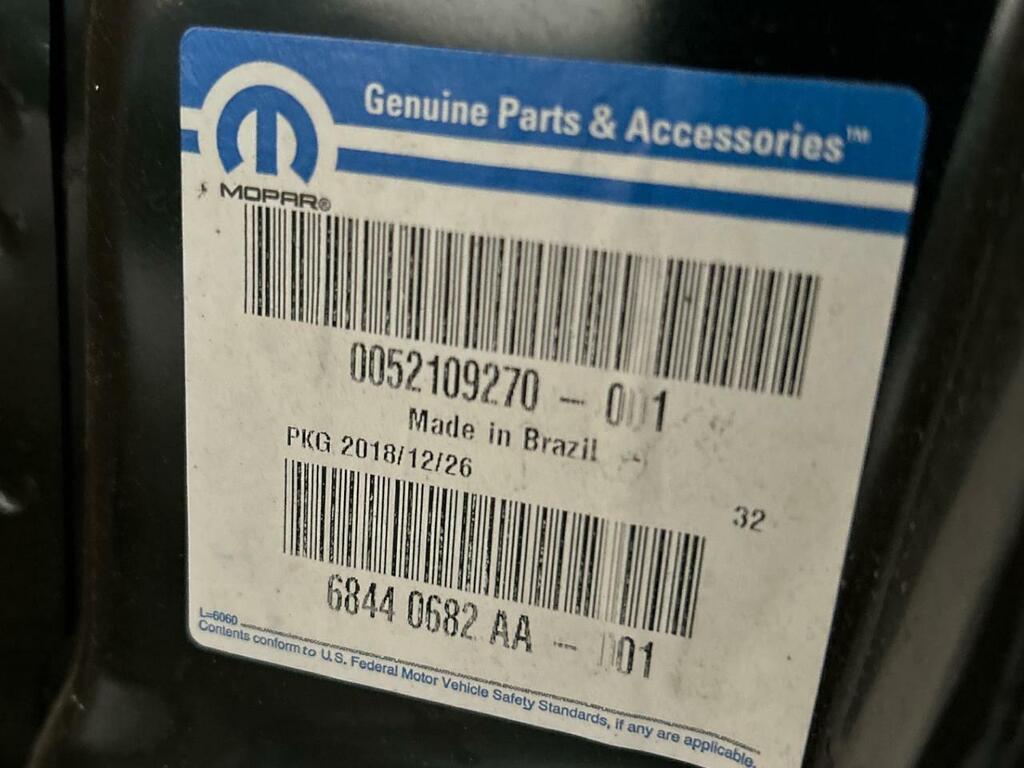 Genuine Parts & Accessories™
MOPAR®
0052109270 - 001
Made in Brazil
PKG 2018/12/26
32
6844 0682 AA - 001
L=6060
Contents conform to U.S. Federal Motor Vehicle Safety Standards, if any are applicable.